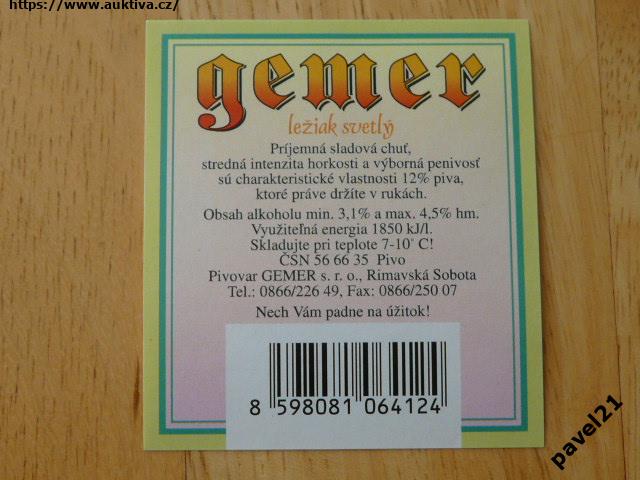 https://www.auktiva.cz/
gemer
ležiak svetlý
Príjemná sladová chuť,
stredná intenzita horkosti a výborná penivosť
sú charakteristické vlastnosti 12% piva,
ktoré práve držíte v rukách.
Obsah alkoholu min. 3,1% a max. 4,5% hm.
Využiteľná energia 1850 kJ/l.
Skladujte pri teplote 7-10° C!
ČSN 56 66 35 Pivo
Pivovar GEMER s. r. o., Rimavská Sobota
Tel.: 0866/226 49, Fax: 0866/250 07
Nech Vám padne na úžitok!
8 598081 064124
pavel21